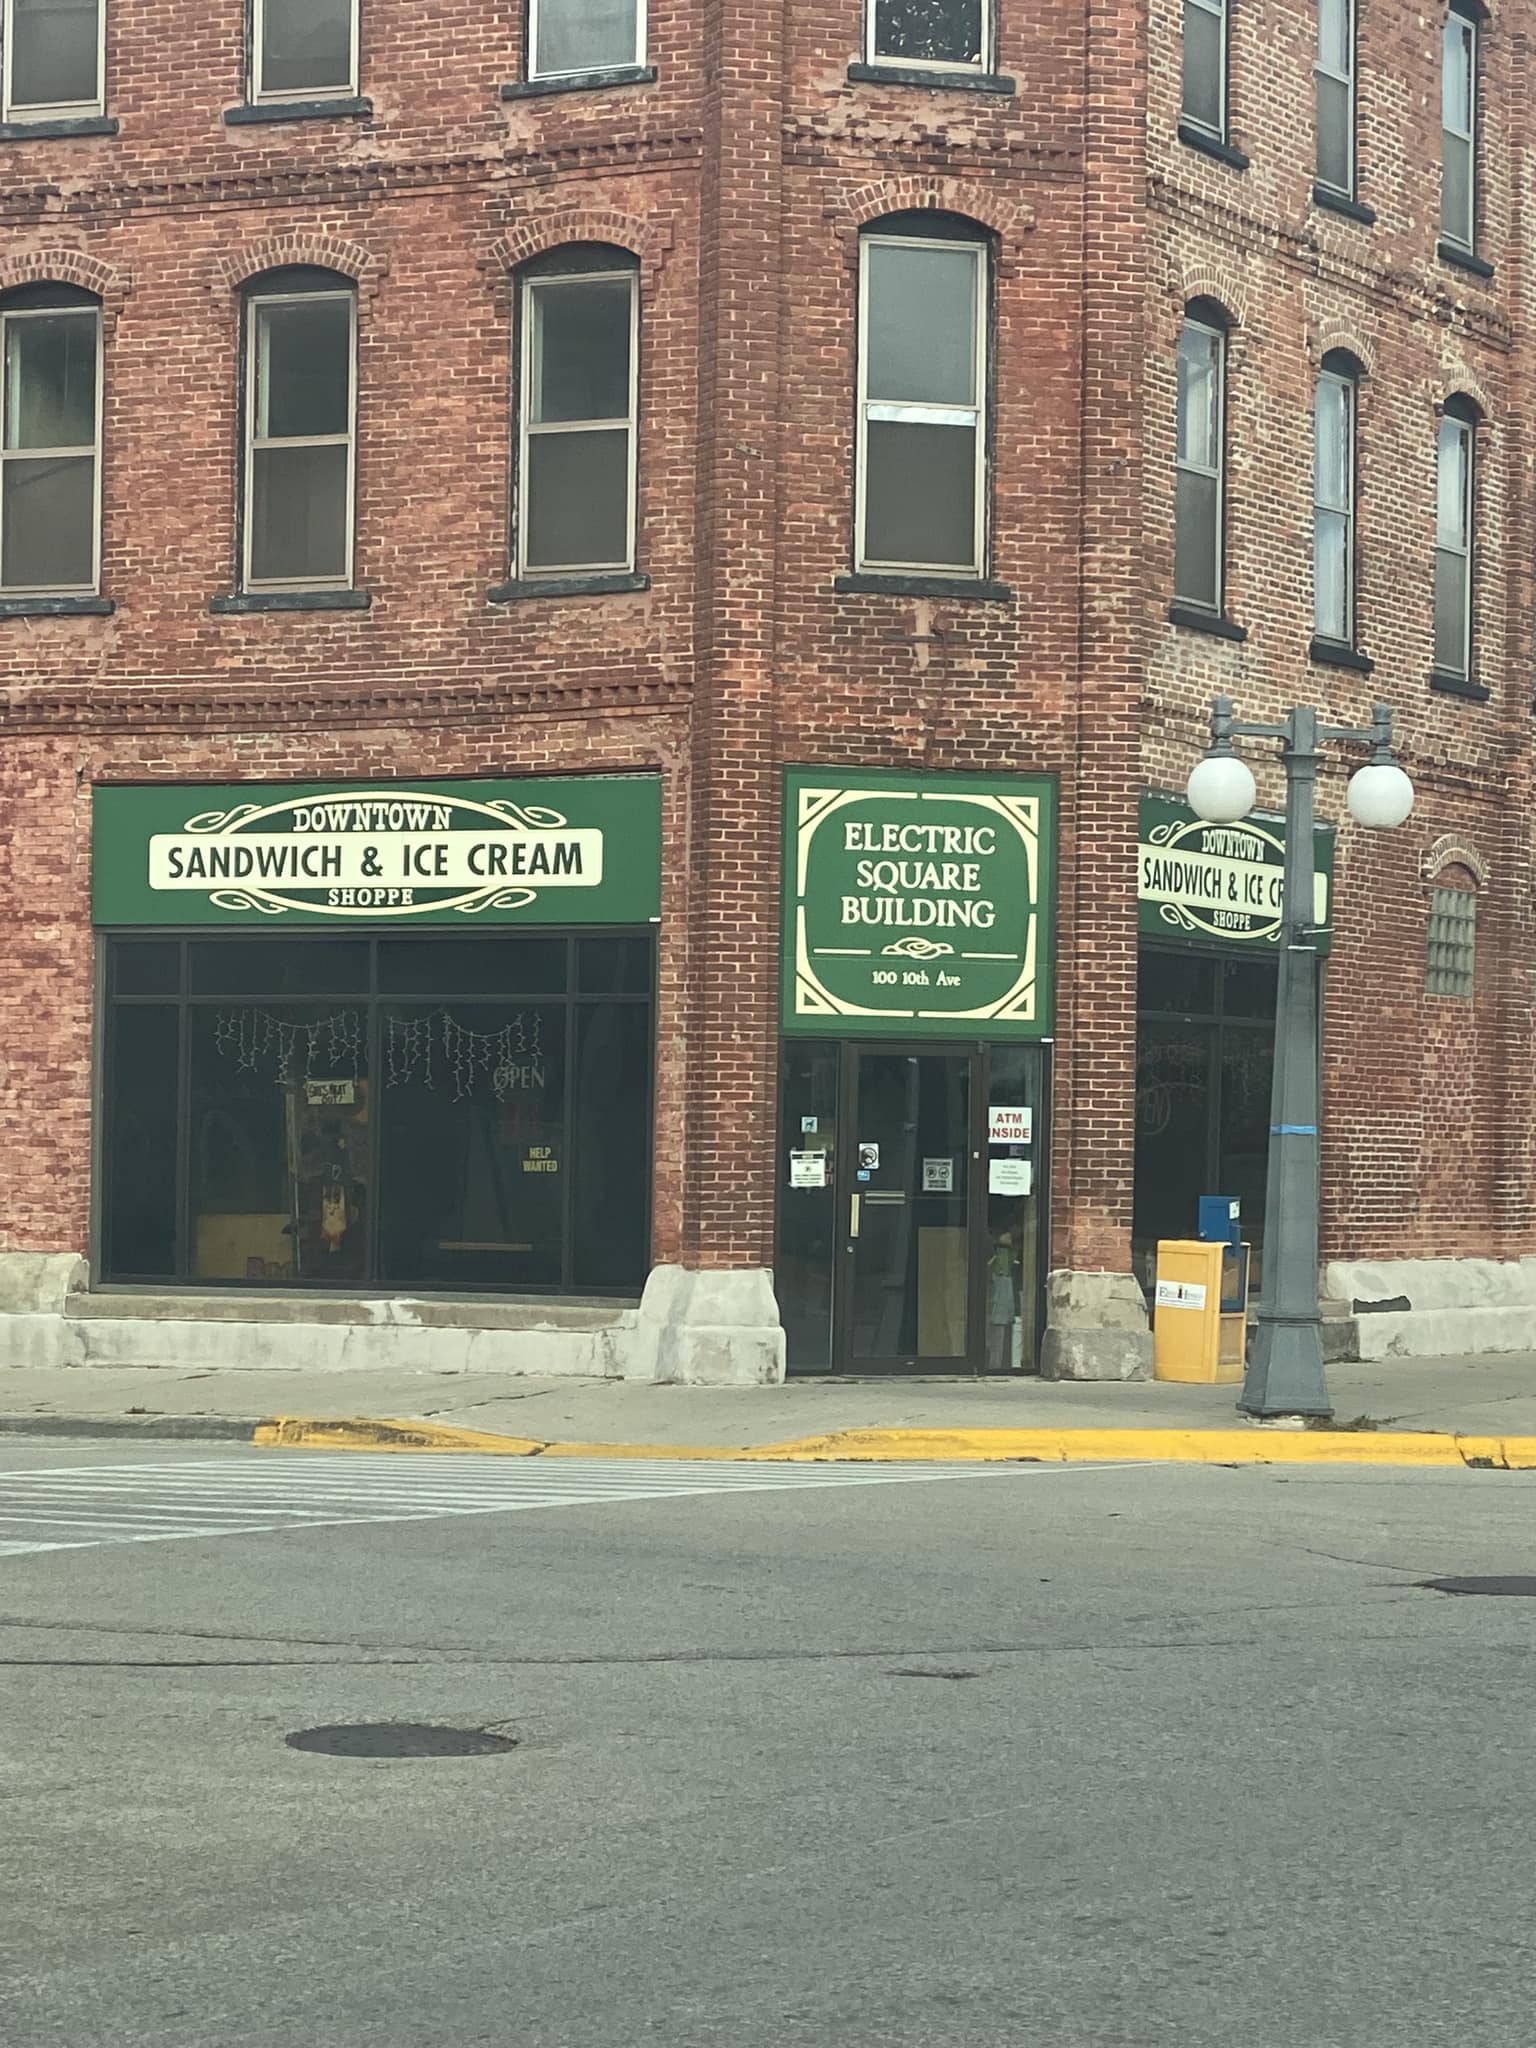 DOWNTOWN
SANDWICH & ICE CREAM
SHOPPE
ELECTRIC
SQUARE
BUILDING
100 10th Ave
DOWNTOWN
SANDWICH & ICE CR
SHOPPE
OPEN
HELP
WANTED
ATM
INSIDE